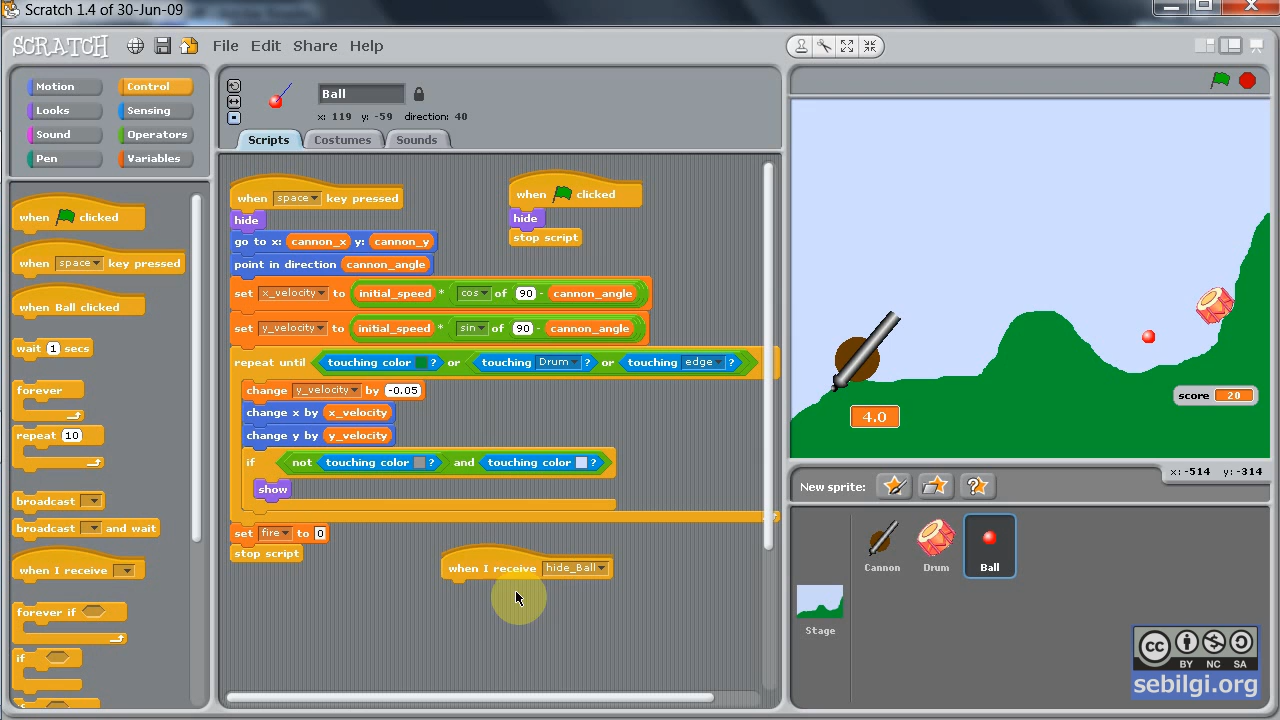 Scratch 1.4 of 30-Jun-09
SCRATCH File Edit Share Help
Motion Control
Looks Sensing
Sound Operators
Pen Variables
when clicked
when space key pressed
when Ball clicked
wait 1 secs
forever
repeat 10
broadcast
broadcast and wait
when I receive
forever if
if
Ball
x: 119 y: -59 direction: 40
Scripts Costumes Sounds
when space key pressed
hide
go to x: cannon_x y: cannon_y
point in direction cannon_angle
set x_velocity to initial_speed * cos of 90 - cannon_angle
set y_velocity to initial_speed * sin of 90 - cannon_angle
repeat until touching color ? or touching Drum ? or touching edge ?
change y_velocity by -0.05
change x by x_velocity
change y by y_velocity
if not touching color ? and touching color ?
show
set fire to 0
stop script
when clicked
hide
stop script
when I receive hide_Ball
score 20
4.0
x: -514 y: -314
New sprite: ?
Cannon Drum Ball
Stage
cc
BY NC SA
sebilgi.org